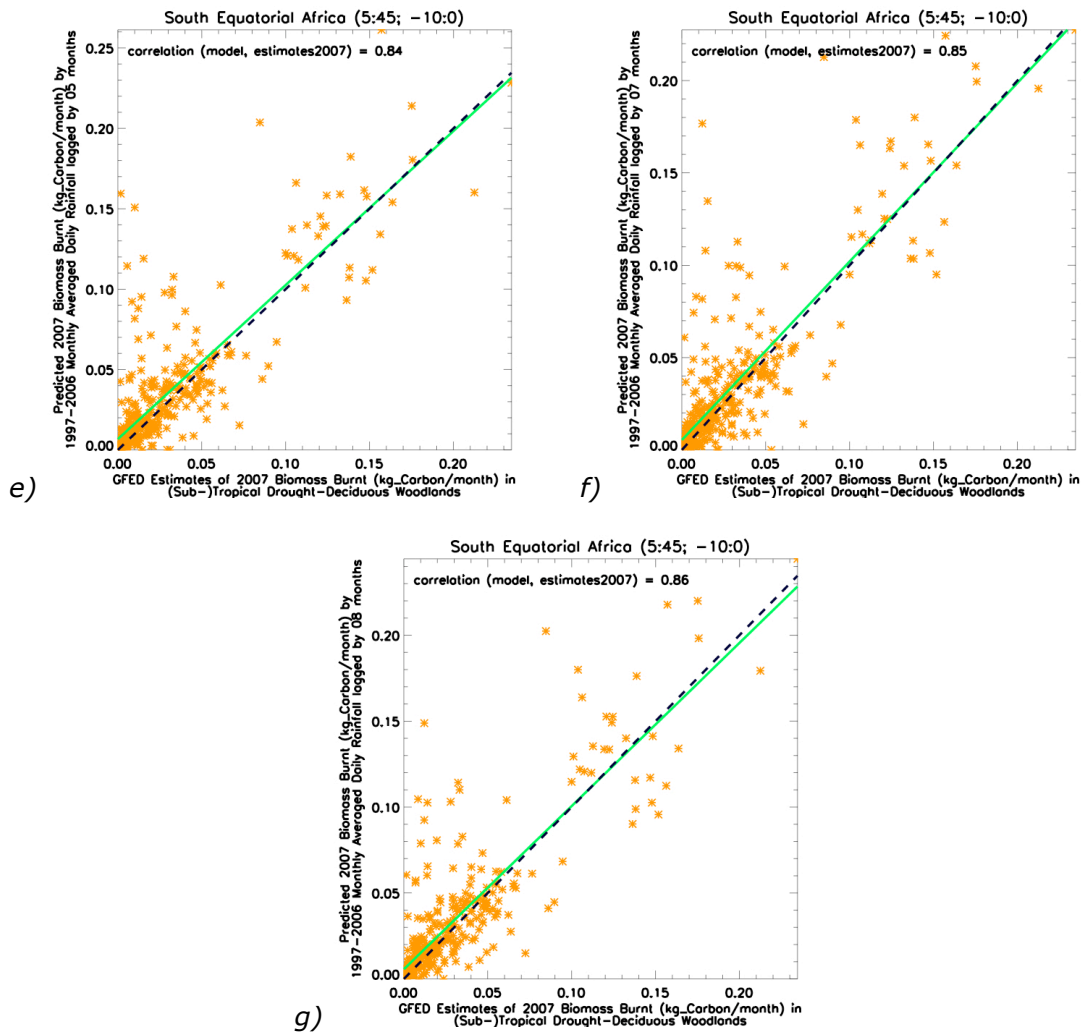 South Equatorial Africa (5:45; −10:0)
correlation (model, estimates2007) = 0.84
Predicted 2007 Biomass Burnt (kg_Carbon/month) by
1997−2006 Monthly Averaged Daily Rainfall lagged by 05 months
0.25
0.20
0.15
0.10
0.05
0.00
0.00 0.05 0.10 0.15 0.20
GFED Estimates of 2007 Biomass Burnt (kg_Carbon/month) in
(Sub−)Tropical Drought−Deciduous Woodlands
e)
South Equatorial Africa (5:45; −10:0)
correlation (model, estimates2007) = 0.85
Predicted 2007 Biomass Burnt (kg_Carbon/month) by
1997−2006 Monthly Averaged Daily Rainfall lagged by 07 months
0.20
0.15
0.10
0.05
0.00
0.00 0.05 0.10 0.15 0.20
GFED Estimates of 2007 Biomass Burnt (kg_Carbon/month) in
(Sub−)Tropical Drought−Deciduous Woodlands
f)
South Equatorial Africa (5:45; −10:0)
correlation (model, estimates2007) = 0.86
Predicted 2007 Biomass Burnt (kg_Carbon/month) by
1997−2006 Monthly Averaged Daily Rainfall lagged by 08 months
0.20
0.15
0.10
0.05
0.00
0.00 0.05 0.10 0.15 0.20
GFED Estimates of 2007 Biomass Burnt (kg_Carbon/month) in
(Sub−)Tropical Drought−Deciduous Woodlands
g)